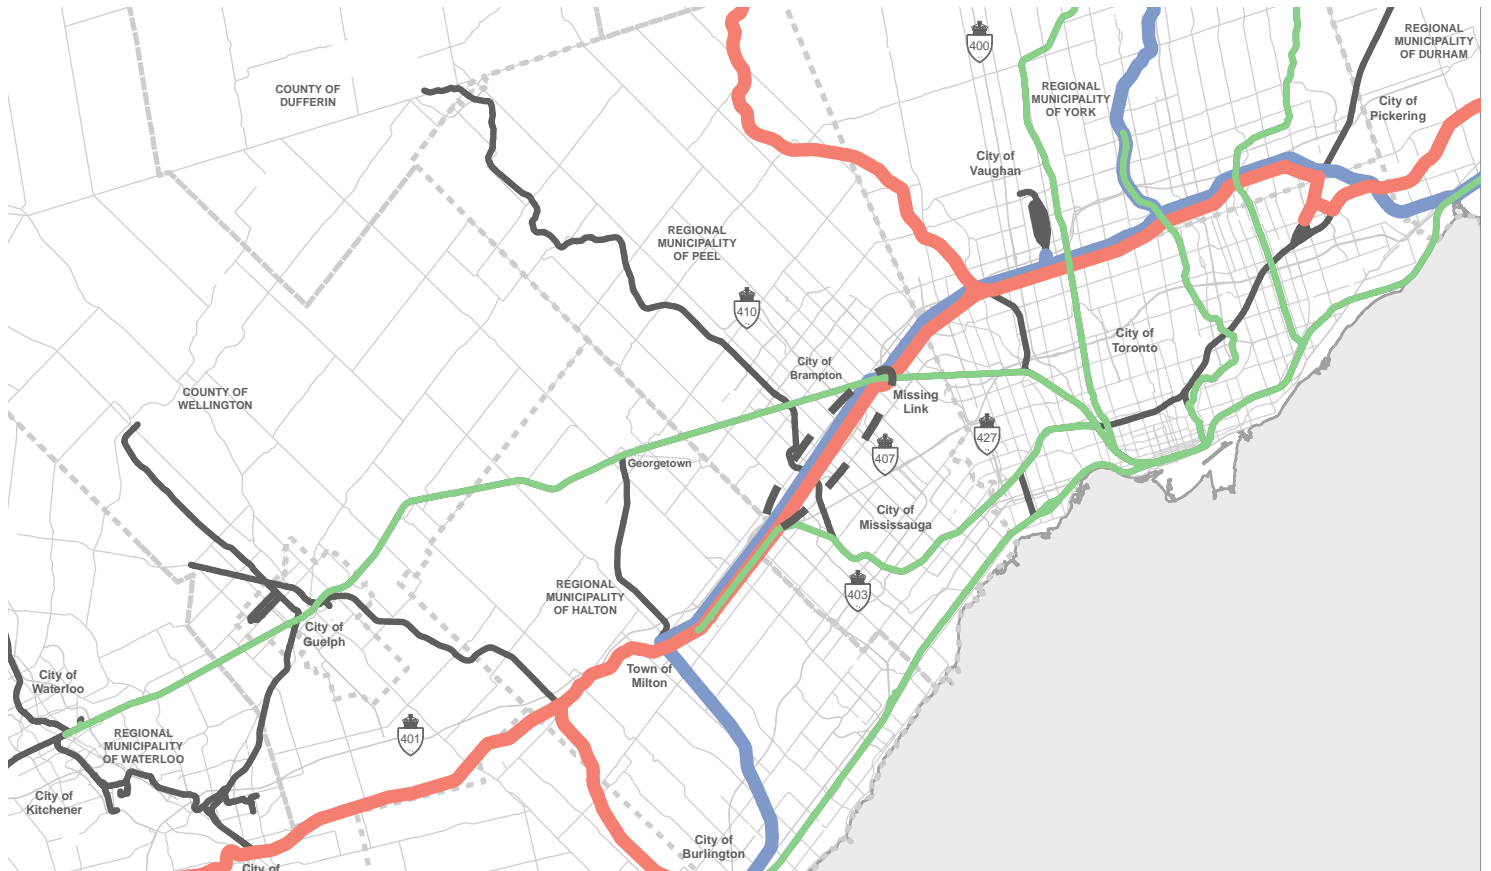 400
REGIONAL
MUNICIPALITY
OF DURHAM
COUNTY OF
DUFFERIN
REGIONAL
MUNICIPALITY
OF YORK
City of
Pickering
City of
Vaughan
REGIONAL
MUNICIPALITY
OF PEEL
410
City of
Toronto
City of
Brampton
COUNTY OF
WELLINGTON
Missing
Link
427
407
Georgetown
City of
Mississauga
REGIONAL
MUNICIPALITY
OF HALTON
403
City of
Guelph
City of
Waterloo
Town of
Milton
REGIONAL
MUNICIPALITY
OF WATERLOO
401
City of
Kitchener
City of
Burlington
City of